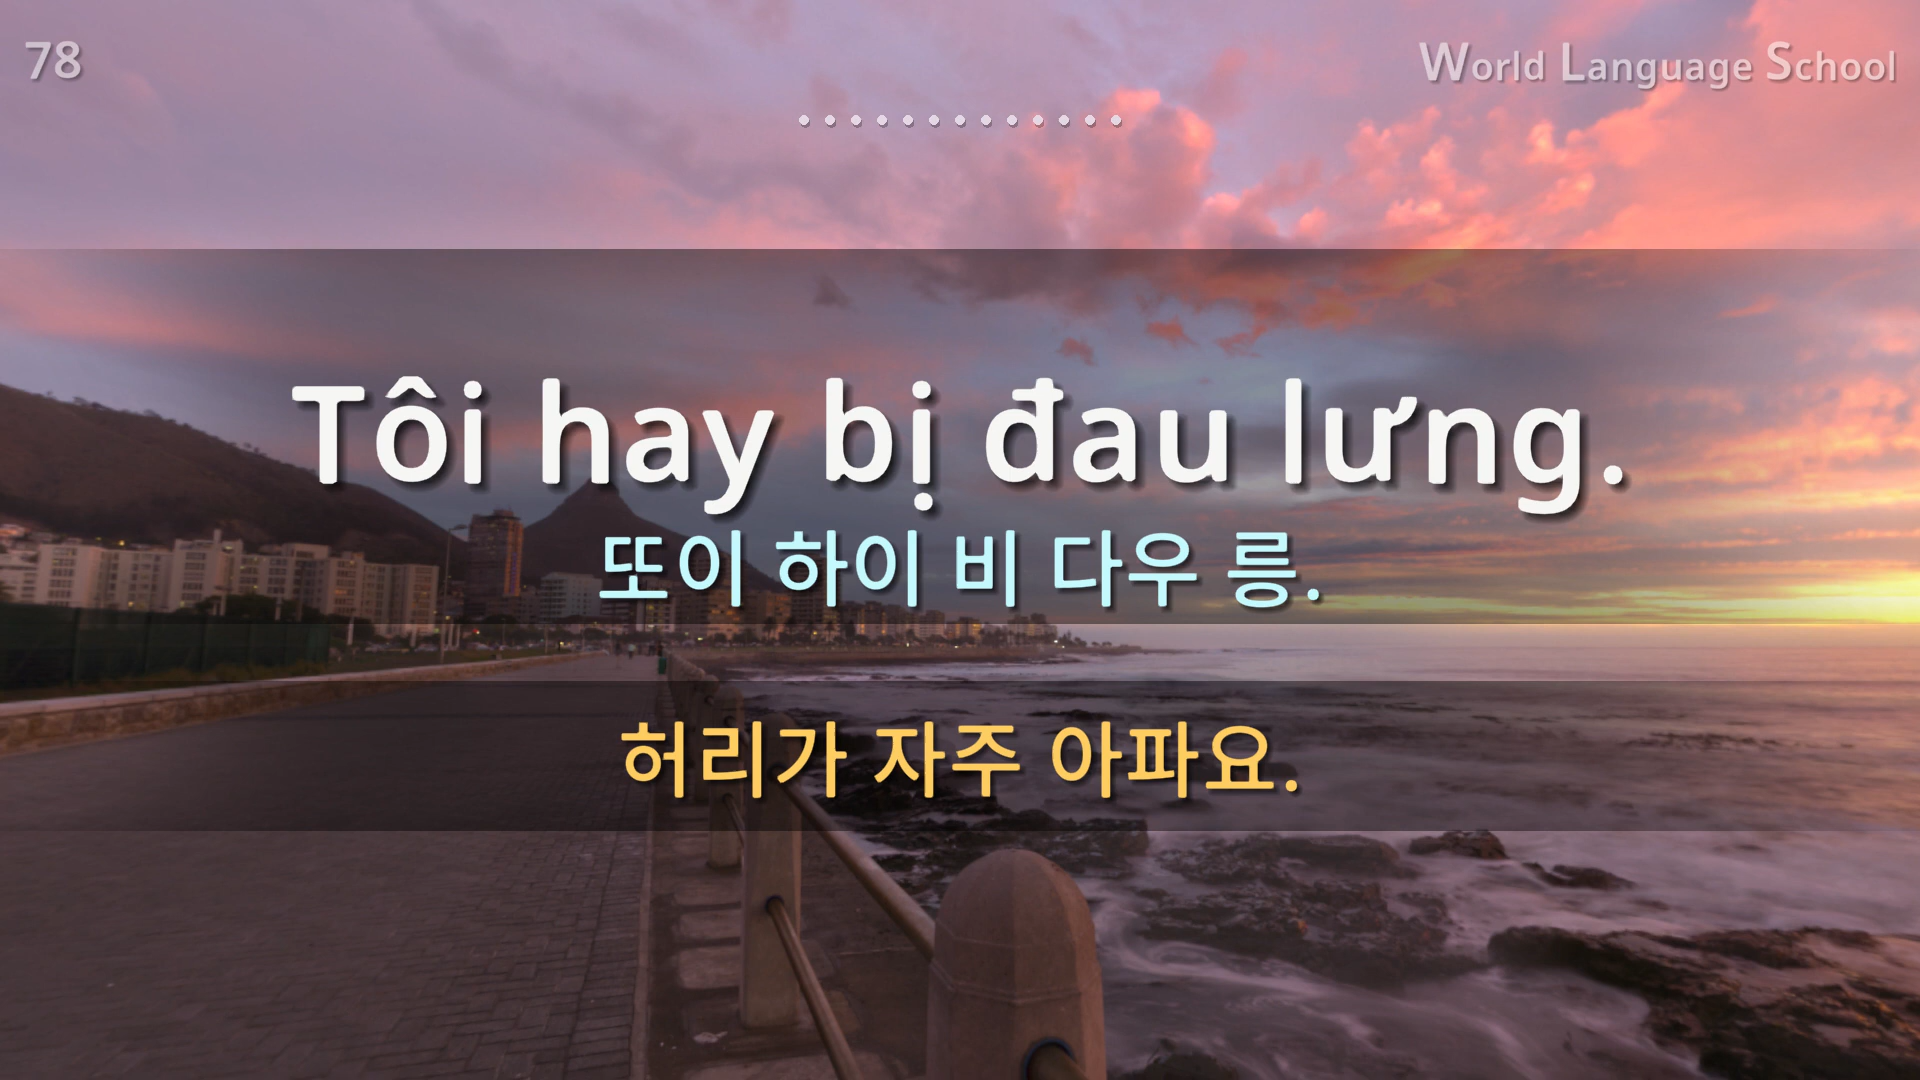 78
World Language School
Tôi hay bị đau lưng.
또이 하이 비 다우 릉.
허리가 자주 아파요.